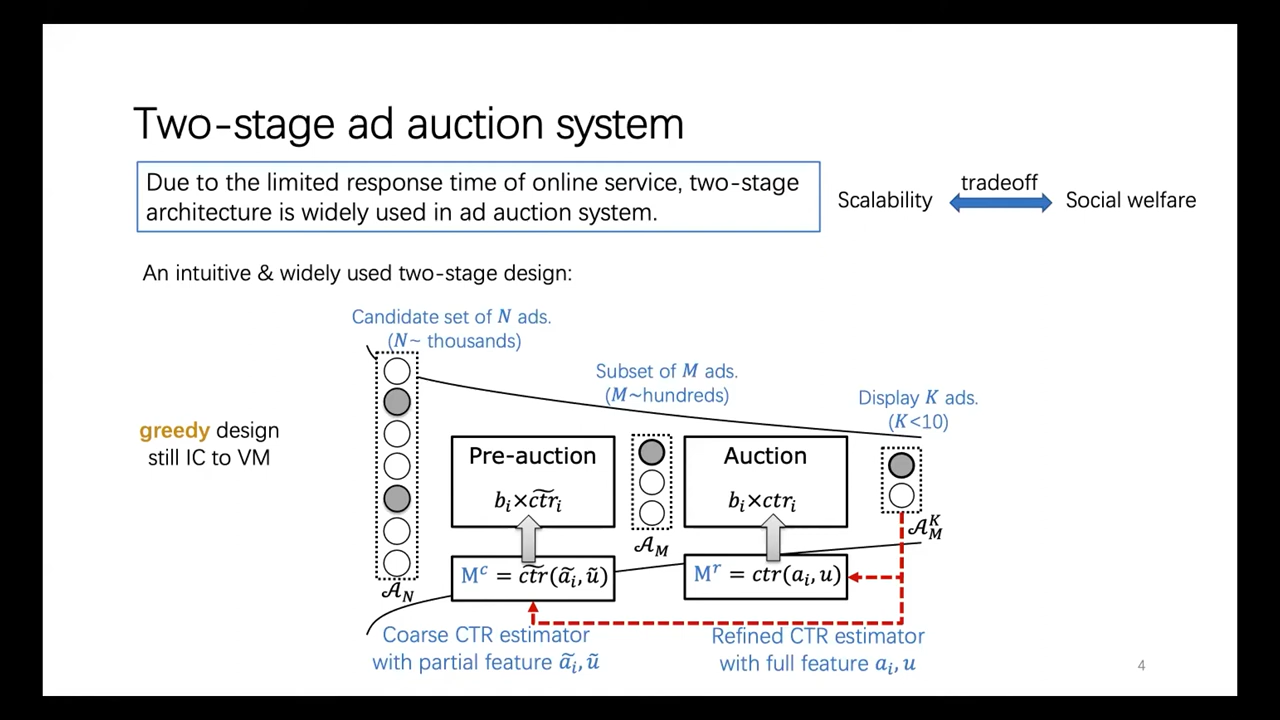 Two-stage ad auction system
Due to the limited response time of online service, two-stage
architecture is widely used in ad auction system.
Scalability
tradeoff
Social welfare
An intuitive & widely used two-stage design:
Candidate set of N ads.
(N~ thousands)
Subset of M ads.
(M~hundreds)
Display K ads.
(K<10)
greedy design
still IC to VM
Pre-auction
b_i×\widetilde{ctr}_i
Auction
b_i×ctr_i
𝒜_N
𝒜_M
𝒜_M^K
M^c = \widetilde{ctr}(ã_i, ũ)
M^r = ctr(a_i, u)
Coarse CTR estimator
with partial feature ã_i, ũ
Refined CTR estimator
with full feature a_i, u
4